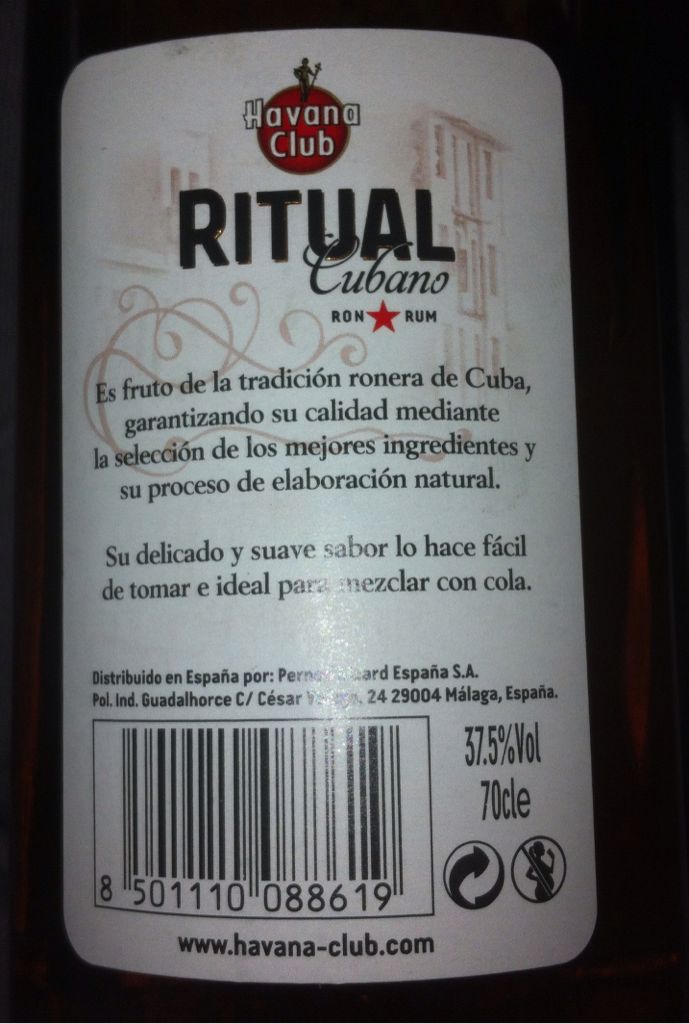 Havana
Club
RITUAL
Cubano
RON RUM
Es fruto de la tradición ronera de Cuba,
garantizando su calidad mediante
la selección de los mejores ingredientes y
su proceso de elaboración natural.
Su delicado y suave sabor lo hace fácil
de tomar e ideal para mezclar con cola.
Distribuido en España por: España S.A.
Pol. Ind. Guadalhorce C/ César 24 29004 Málaga, España.
37.5%Vol
70cle
8 501110 088619
www.havana-club.com